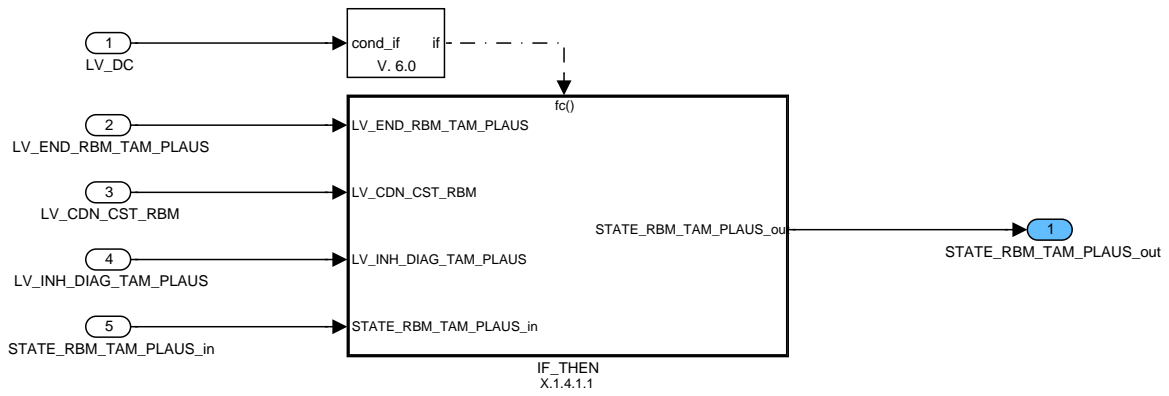 1
LV_DC
cond_if if
V. 6.0
fc()
2
LV_END_RBM_TAM_PLAUS
LV_END_RBM_TAM_PLAUS
3
LV_CDN_CST_RBM
LV_CDN_CST_RBM
4
LV_INH_DIAG_TAM_PLAUS
LV_INH_DIAG_TAM_PLAUS
5
STATE_RBM_TAM_PLAUS_in
STATE_RBM_TAM_PLAUS_in
STATE_RBM_TAM_PLAUS_ou
1
STATE_RBM_TAM_PLAUS_out
IF_THEN
X.1.4.1.1